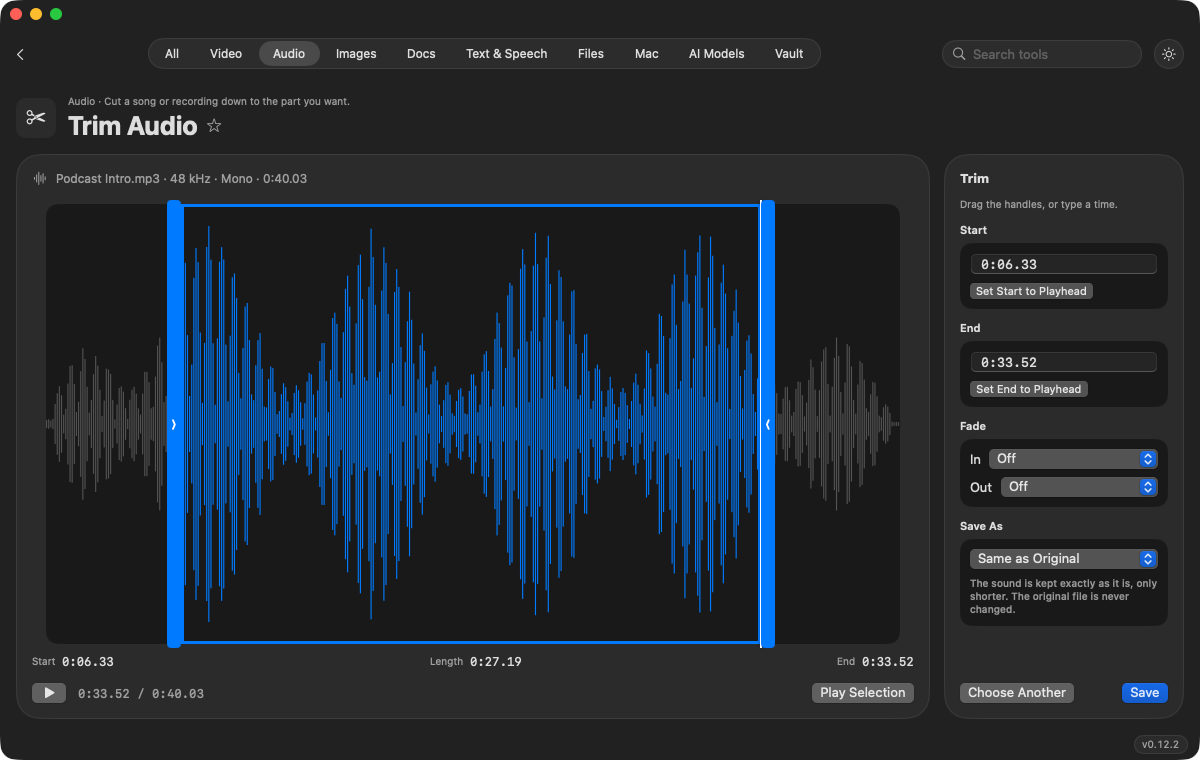 All Video Audio Images Docs Text & Speech Files Mac AI Models Vault
Search tools
Audio · Cut a song or recording down to the part you want.
Trim Audio
Podcast Intro.mp3 · 48 kHz · Mono · 0:40.03
Start 0:06.33
Length 0:27.19
End 0:33.52
0:33.52 / 0:40.03
Play Selection
Trim
Drag the handles, or type a time.
Start
0:06.33
Set Start to Playhead
End
0:33.52
Set End to Playhead
Fade
In Off
Out Off
Save As
Same as Original
The sound is kept exactly as it is, only
shorter. The original file is never
changed.
Choose Another
Save
v0.12.2